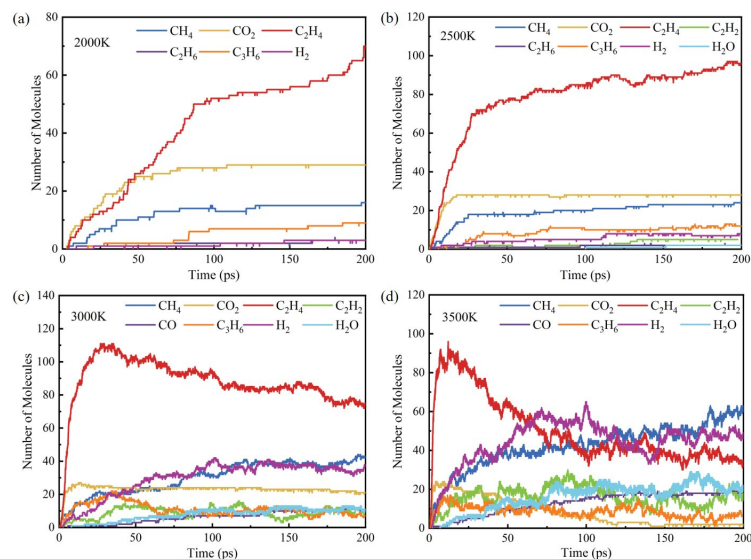 (a)
2000K
CH₄ CO₂ C₂H₄
C₂H₆ C₃H₆ H₂
Number of Molecules
80
60
40
20
0
0 50 100 150 200
Time (ps)
(b)
2500K
CH₄ CO₂ C₂H₄ C₂H₂
C₂H₆ C₃H₆ H₂ H₂O
Number of Molecules
120
100
80
60
40
20
0
0 50 100 150 200
Time (ps)
(c)
3000K
CH₄ CO₂ C₂H₄ C₂H₂
CO C₃H₆ H₂ H₂O
Number of Molecules
140
120
100
80
60
40
20
0
0 50 100 150 200
Time (ps)
(d)
3500K
CH₄ CO₂ C₂H₄ C₂H₂
CO C₃H₆ H₂ H₂O
Number of Molecules
120
100
80
60
40
20
0
0 50 100 150 200
Time (ps)